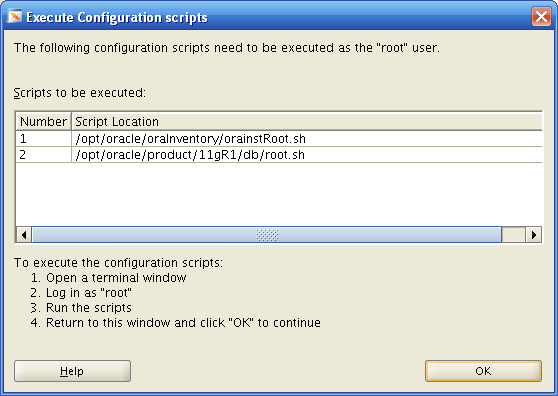 Execute Configuration scripts
The following configuration scripts need to be executed as the "root" user.
Scripts to be executed:
Number Script Location
1 /opt/oracle/oraInventory/orainstRoot.sh
2 /opt/oracle/product/11gR1/db/root.sh
To execute the configuration scripts:
1. Open a terminal window
2. Log in as "root"
3. Run the scripts
4. Return to this window and click "OK" to continue
Help OK